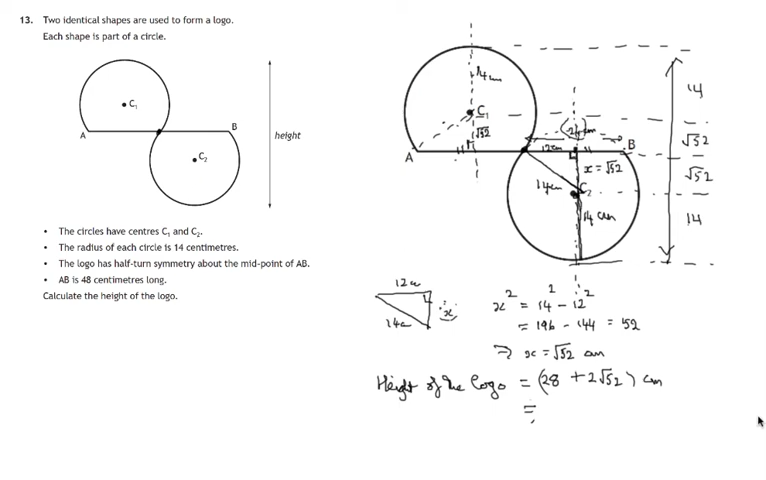 13. Two identical shapes are used to form a logo.
Each shape is part of a circle.
C₁
A
B
C₂
height
• The circles have centres C₁ and C₂.
• The radius of each circle is 14 centimetres.
• The logo has half-turn symmetry about the mid-point of AB.
• AB is 48 centimetres long.
Calculate the height of the logo.
14cm
C₁
√52
A
24 cm
12cm
B
x = √52
14cm
C₂
14 cm
14
√52
√52
14
12cm
14cm
x
x² = 14² - 12²
= 196 - 144 = 52
⇒ x = √52 cm
Height of the logo = (28 + 2√52) cm
=